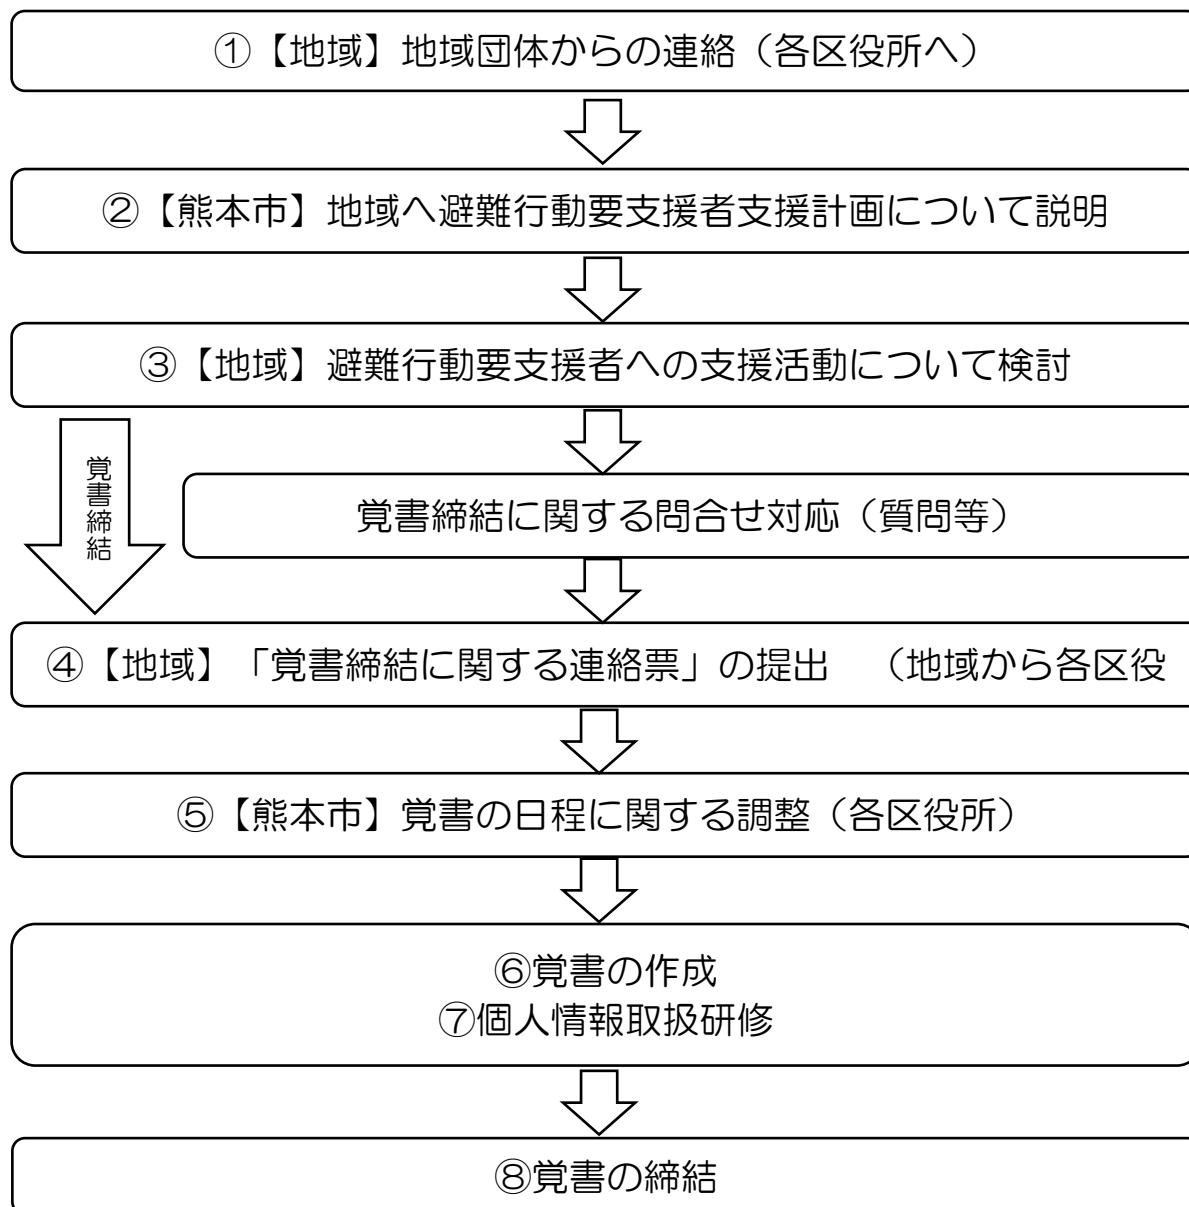 ①【地域】地域団体からの連絡（各区役所へ）
②【熊本市】地域へ避難行動要支援者支援計画について説明
③【地域】避難行動要支援者への支援活動について検討
覚書締結
覚書締結に関する問合せ対応（質問等）
④【地域】「覚書締結に関する連絡票」の提出　（地域から各区役
⑤【熊本市】覚書の日程に関する調整（各区役所）
⑥覚書の作成
⑦個人情報取扱研修
⑧覚書の締結